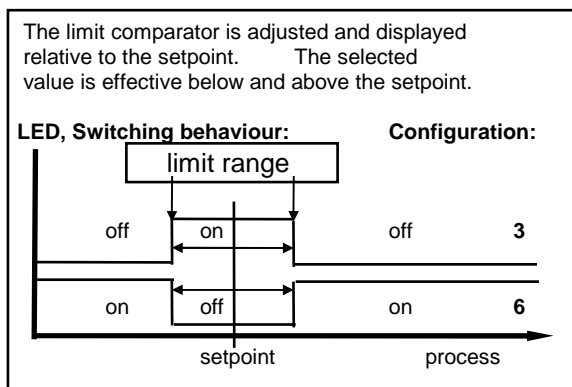 The limit comparator is adjusted and displayed
relative to the setpoint. The selected
value is effective below and above the setpoint.
LED, Switching behaviour: Configuration:
limit range
off on off 3
on off on 6
setpoint process